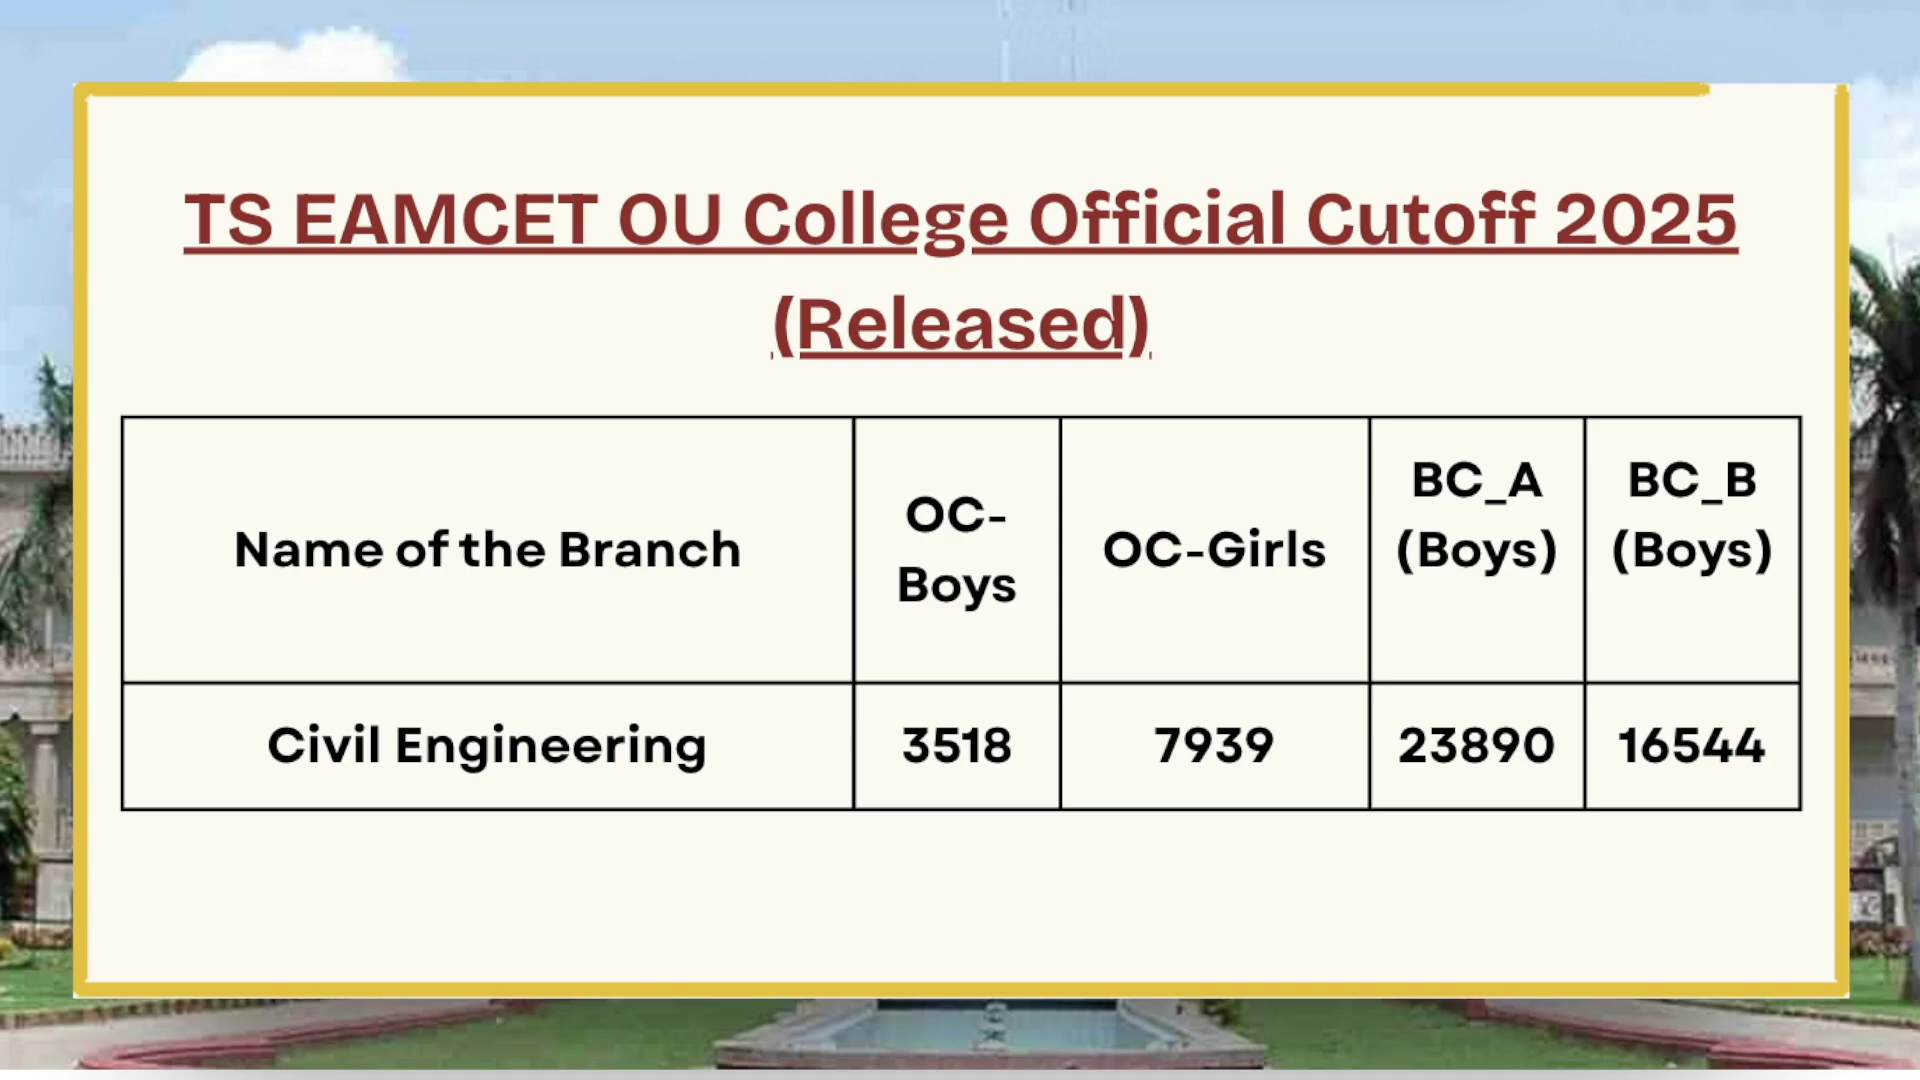 TS EAMCET OU College Official Cutoff 2025
(Released)
Name of the Branch
OC-
Boys
OC-Girls
BC_A
(Boys)
BC_B
(Boys)
Civil Engineering
3518
7939
23890
16544